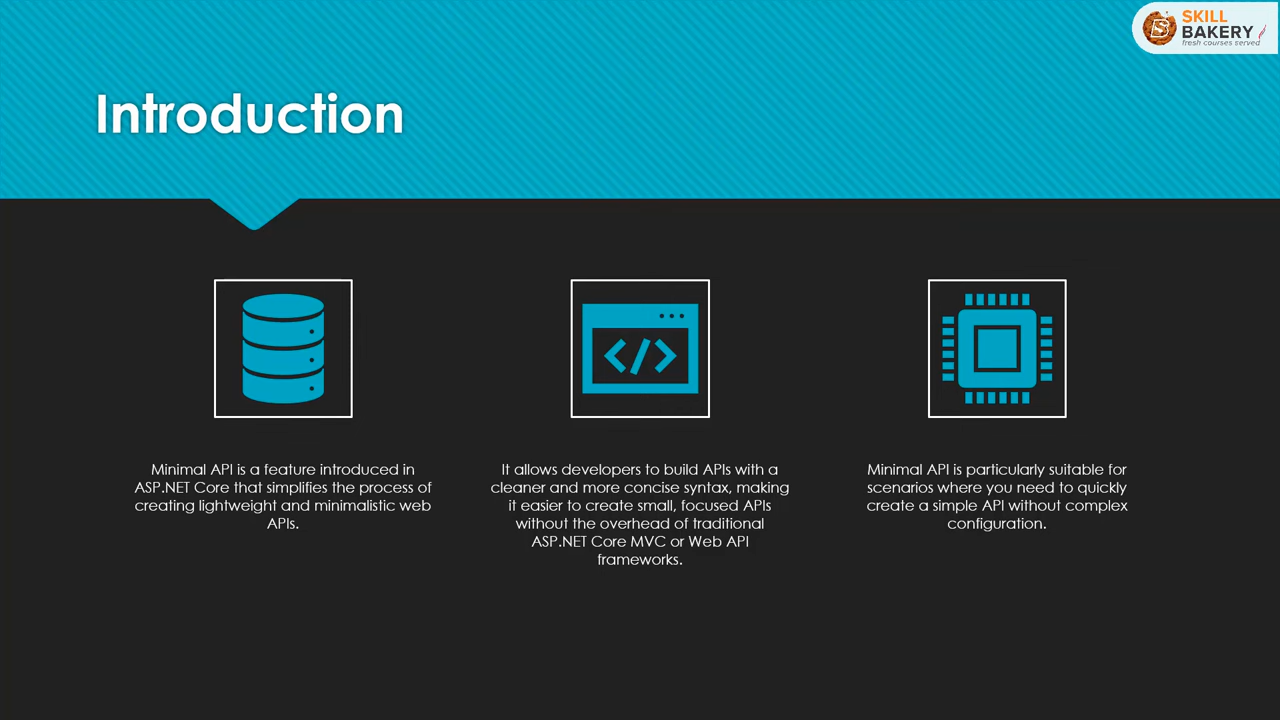 SKILL
BAKERY
fresh courses served
Introduction
</>
Minimal API is a feature introduced in
ASP.NET Core that simplifies the process of
creating lightweight and minimalistic web
APIs.
It allows developers to build APIs with a
cleaner and more concise syntax, making
it easier to create small, focused APIs
without the overhead of traditional
ASP.NET Core MVC or Web API
frameworks.
Minimal API is particularly suitable for
scenarios where you need to quickly
create a simple API without complex
configuration.